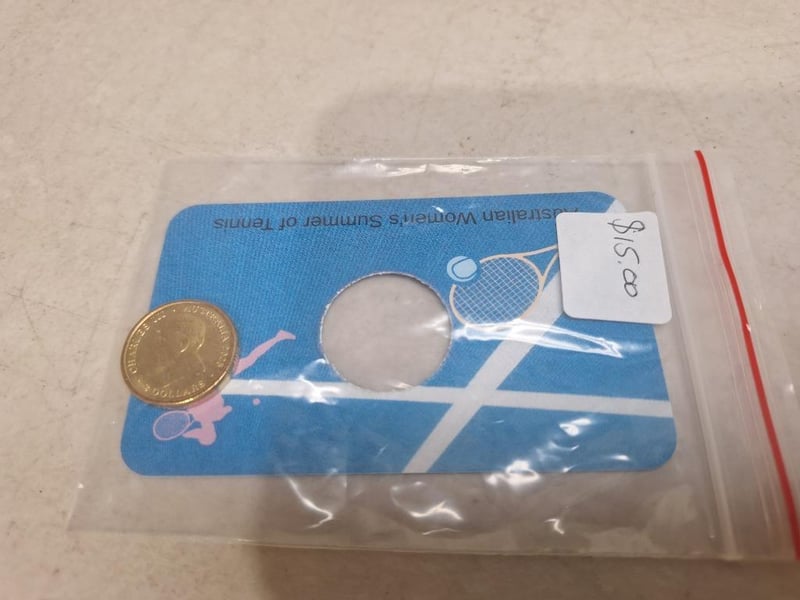 Australian Women's Summer of Tennis
$15.00
CHARLES III • AUSTRALIA
DOLLARS